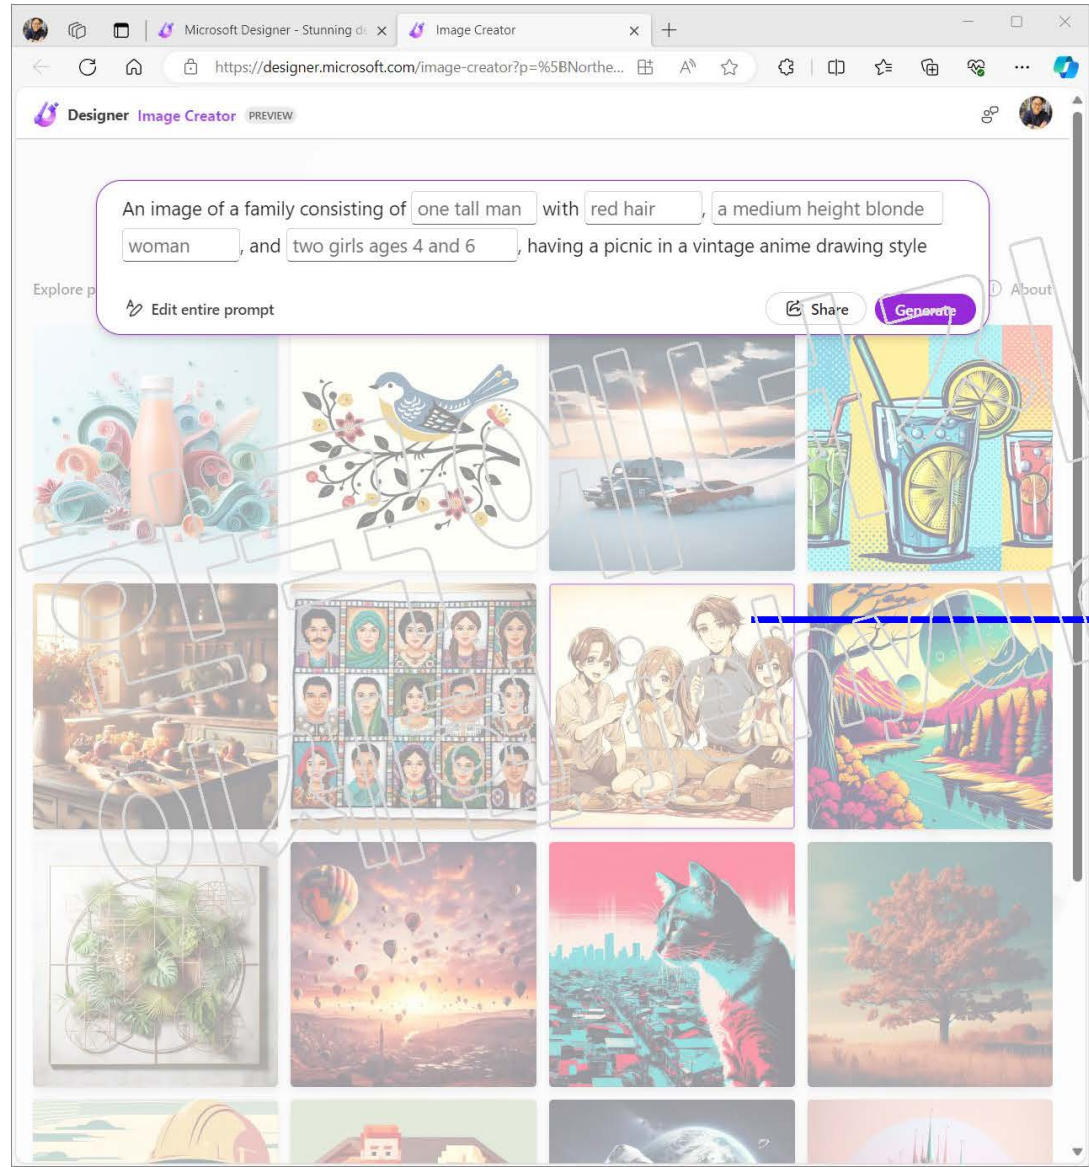 Microsoft Designer - Stunning de
Image Creator
https://designer.microsoft.com/image-creator?p=%5BNorthe...
Designer Image Creator PREVIEW
An image of a family consisting of one tall man with red hair , a medium height blonde
woman , and two girls ages 4 and 6 , having a picnic in a vintage anime drawing style
Explore p
About
Edit entire prompt
Share
Generate